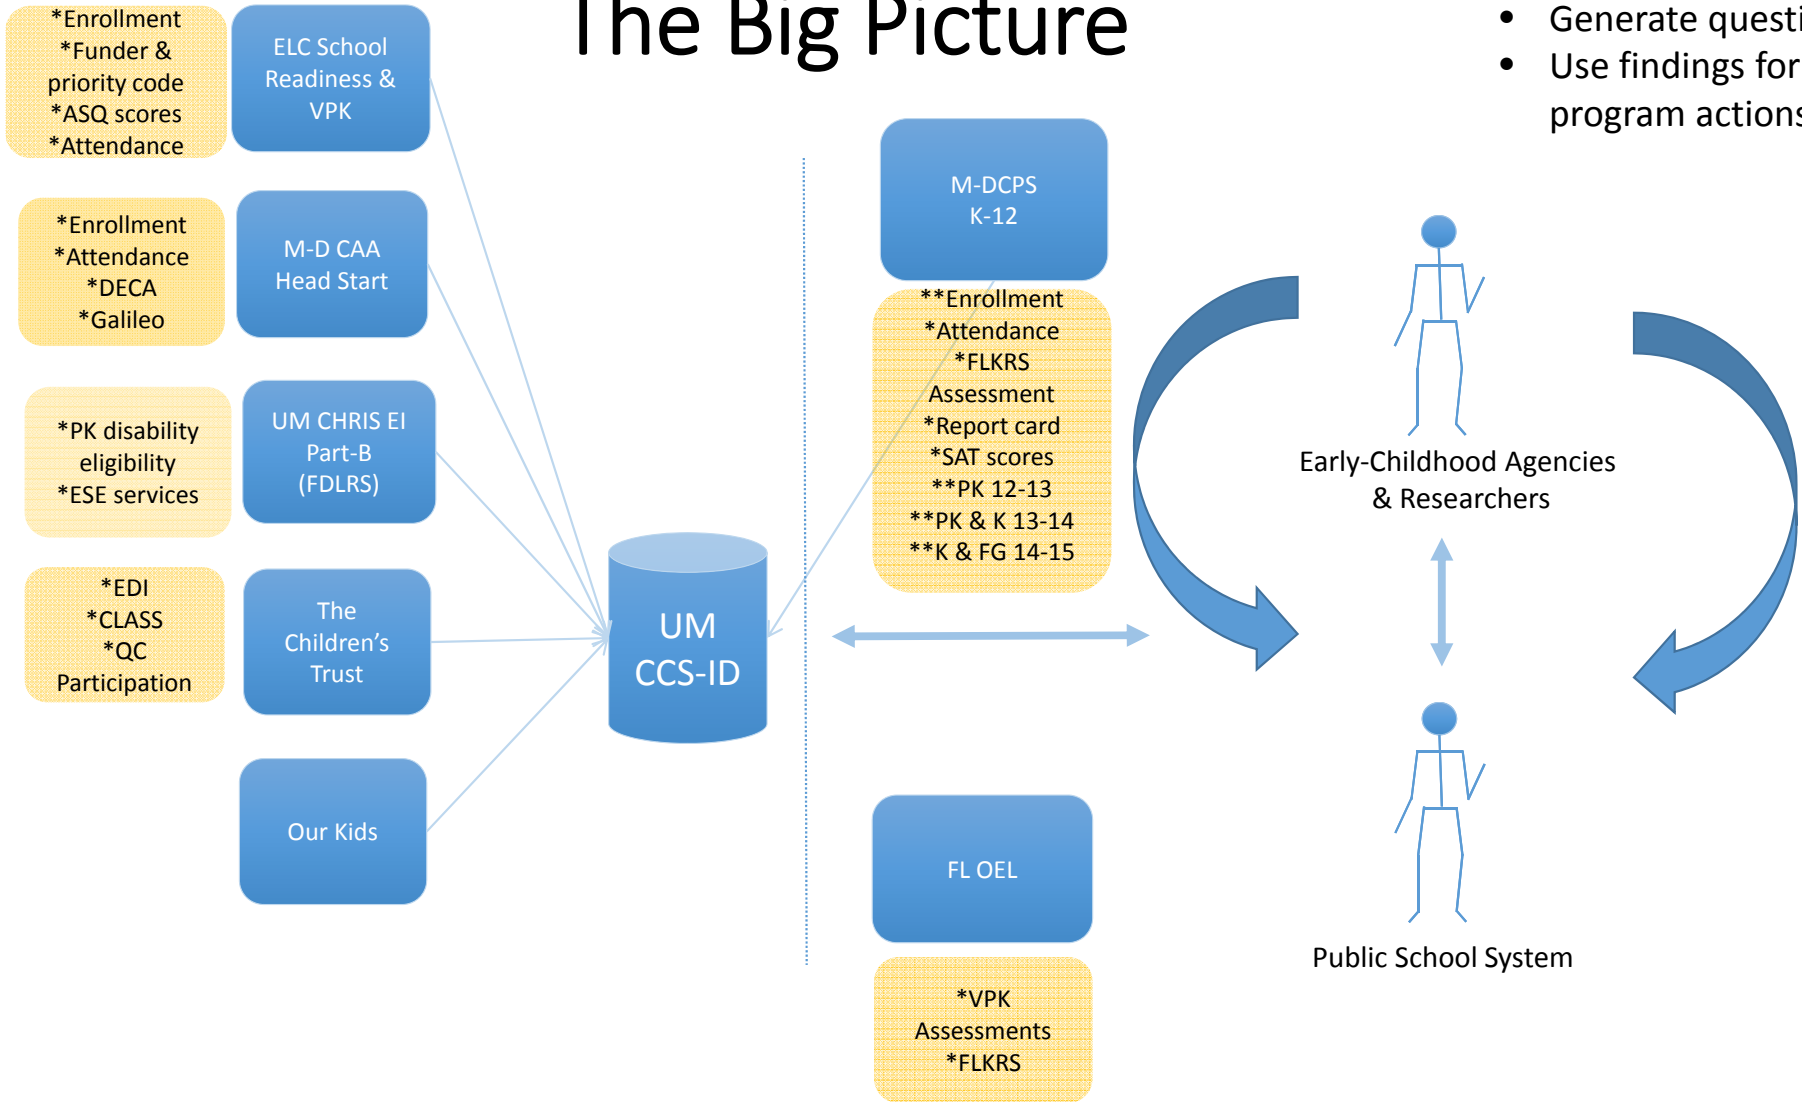 The Big Picture
• Generate
• Use findings for
program
*Enrollment
*Funder &
priority code
*ASQ scores
*Attendance
ELC School
Readiness &
VPK
*Enrollment
*Attendance
*DECA
*Galileo
M-D CAA
Head Start
*PK disability
eligibility
*ESE services
UM CHRIS EI
Part-B
(FDLRS)
*EDI
*CLASS
*QC
Participation
The
Children’s
Trust
Our Kids
UM
CCS-ID
M-DCPS
K-12
**Enrollment
*Attendance
*FLKRS
Assessment
*Report card
*SAT scores
**PK 12-13
**PK & K 13-14
**K & FG 14-15
FL OEL
*VPK
Assessments
*FLKRS
Early-Childhood Agencies
& Researchers
Public School System